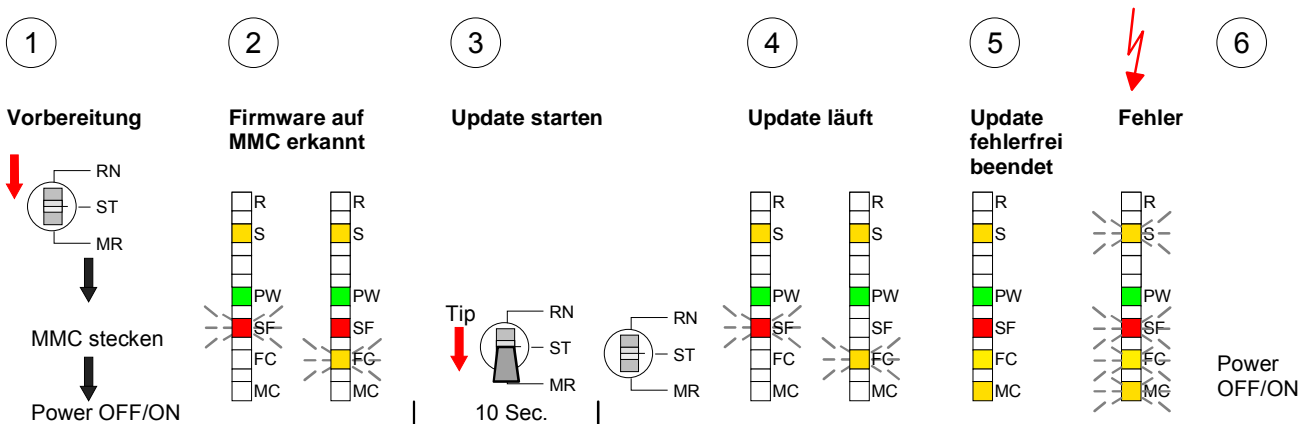 1
2
3
4
5
6
Vorbereitung
Firmware auf
MMC erkannt
Update starten
Update läuft
Update
fehlerfrei
beendet
Fehler
RN
ST
MR
MMC stecken
Power OFF/ON
R
S
PW
SF
FC
MC
R
S
PW
SF
FC
MC
Tip
RN
ST
MR
10 Sec.
RN
ST
MR
R
S
PW
SF
FC
MC
R
S
PW
SF
FC
MC
R
S
PW
SF
FC
MC
R
S
PW
SF
FC
MC
Power
OFF/ON